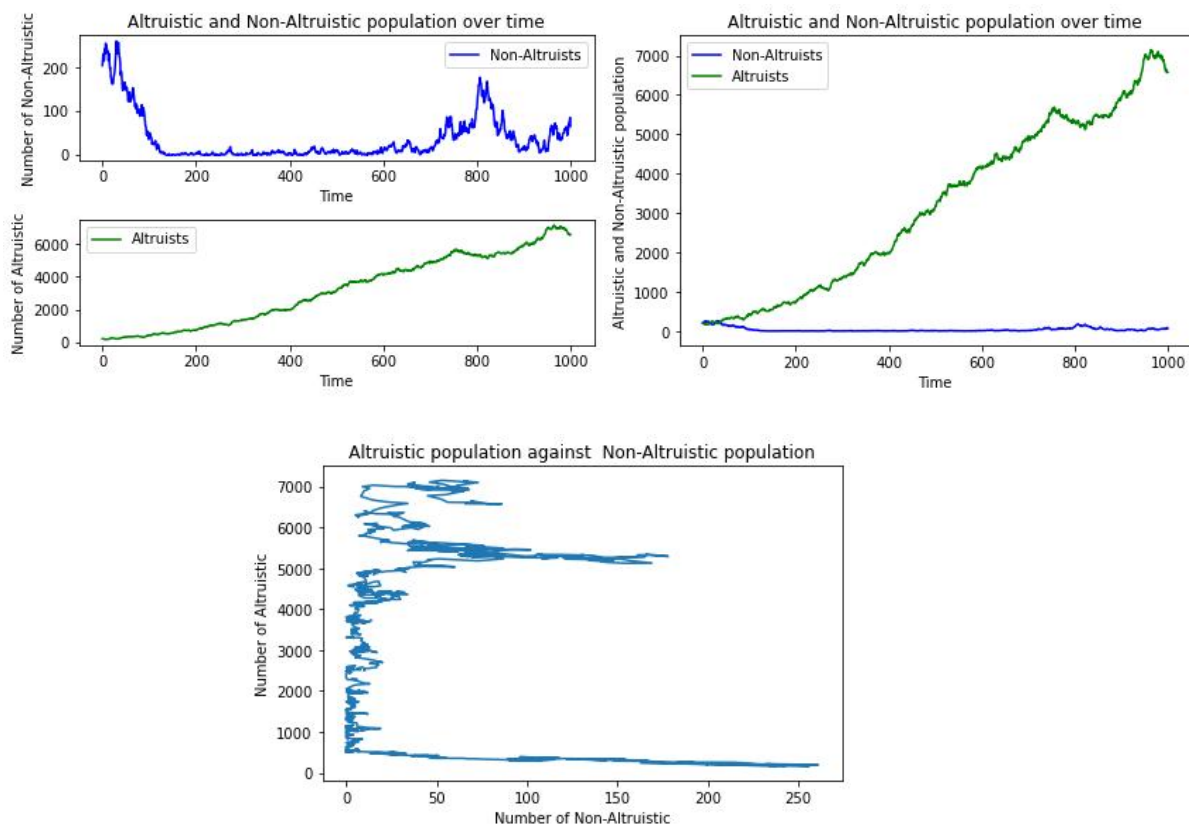 Altruistic and Non-Altruistic population over time
Number of Non-Altruistic
200
100
0
Non-Altruists
0 200 400 600 800 1000
Time
Number of Altruistic
6000
4000
2000
0
Altruists
0 200 400 600 800 1000
Time
Altruistic and Non-Altruistic population over time
Altruistic and Non-Altruistic population
7000
6000
5000
4000
3000
2000
1000
0
Non-Altruists
Altruists
0 200 400 600 800 1000
Time
Altruistic population against Non-Altruistic population
Number of Altruistic
7000
6000
5000
4000
3000
2000
1000
0
0 50 100 150 200 250
Number of Non-Altruistic